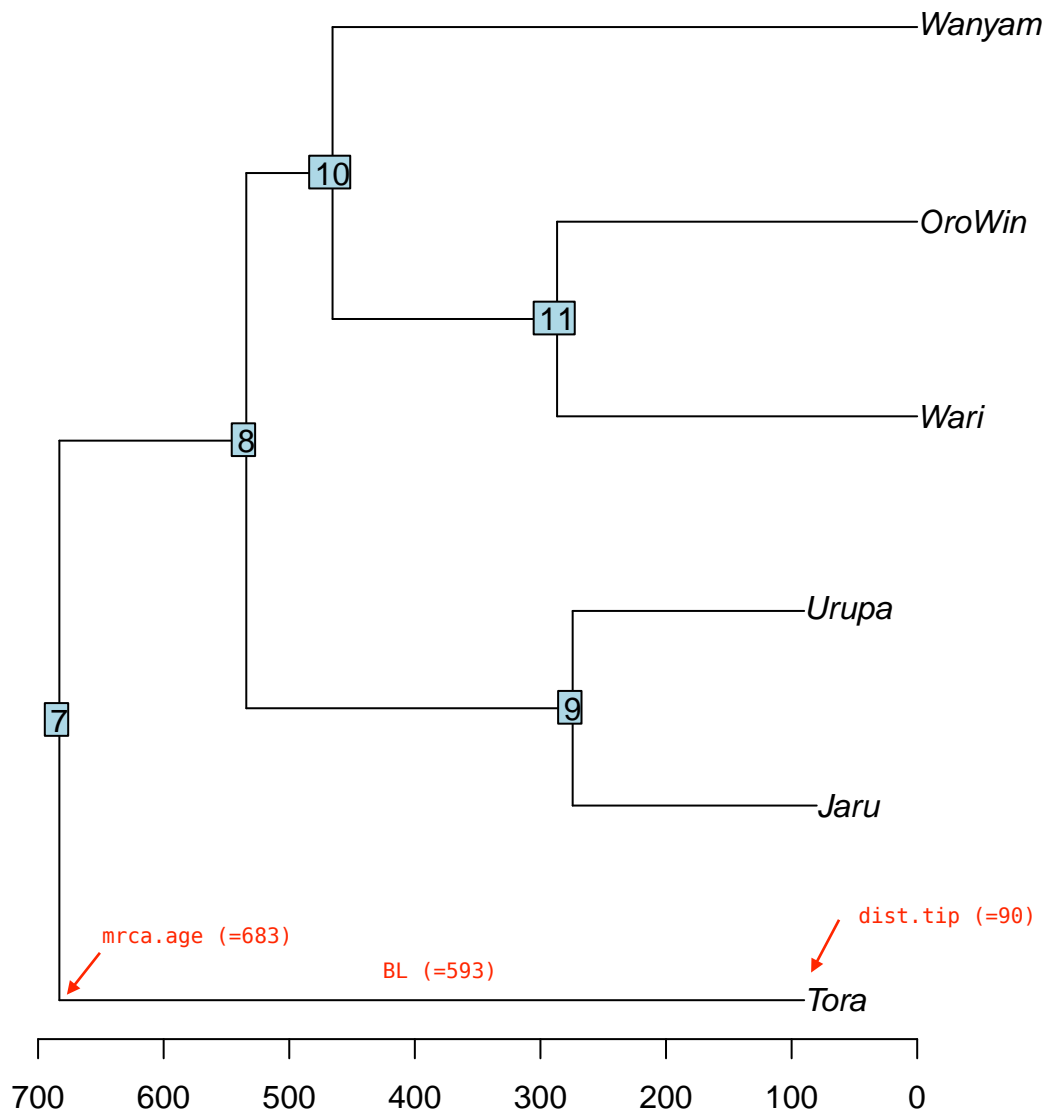 Wanyam
10
OroWin
11
Wari
8
Urupa
9
7
Jaru
dist.tip (=90)
mrca.age (=683)
BL (=593)
Tora
700 600 500 400 300 200 100 0